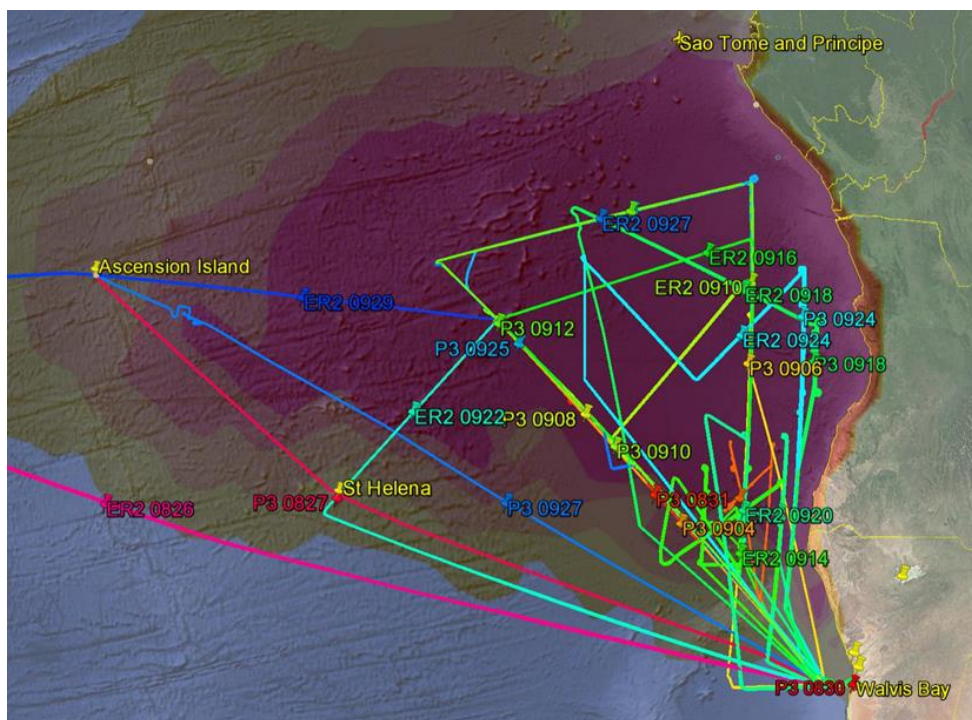 Sao Tome and Principe
ER2 0927
ER2 0916
Ascension Island
ER2 0910
ER2 0918
ER2 0929
P3 0924
P3 0912
ER2 0924
P3 0925
P3 0906
P3 0918
ER2 0922
P3 0908
P3 0910
St Helena
P3 0827
P3 0831
ER2 0826
P3 0927
ER2 0920
P3 0904
ER2 0914
P3 0830
Walvis Bay